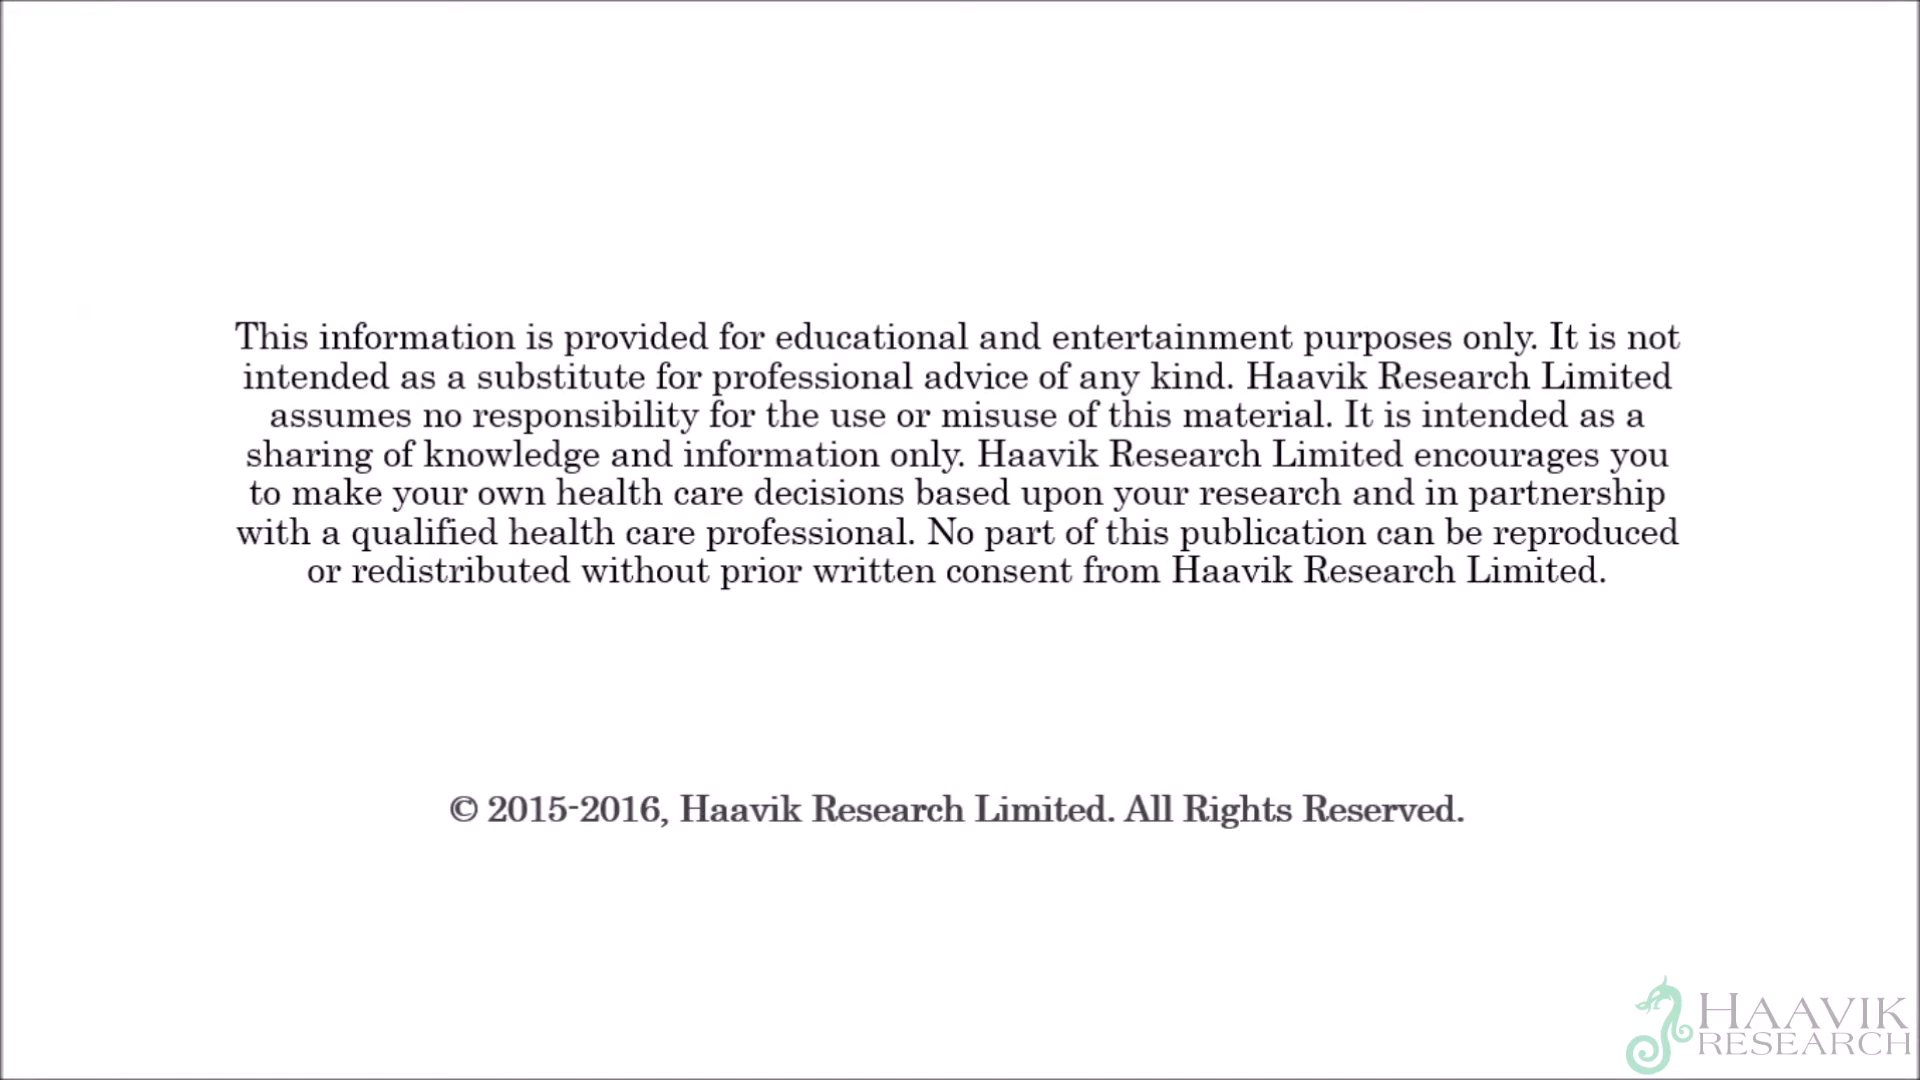 This information is provided for educational and entertainment purposes only. It is not
intended as a substitute for professional advice of any kind. Haavik Research Limited
assumes no responsibility for the use or misuse of this material. It is intended as a
sharing of knowledge and information only. Haavik Research Limited encourages you
to make your own health care decisions based upon your research and in partnership
with a qualified health care professional. No part of this publication can be reproduced
or redistributed without prior written consent from Haavik Research Limited.
© 2015-2016, Haavik Research Limited. All Rights Reserved.
HAAVIK
RESEARCH